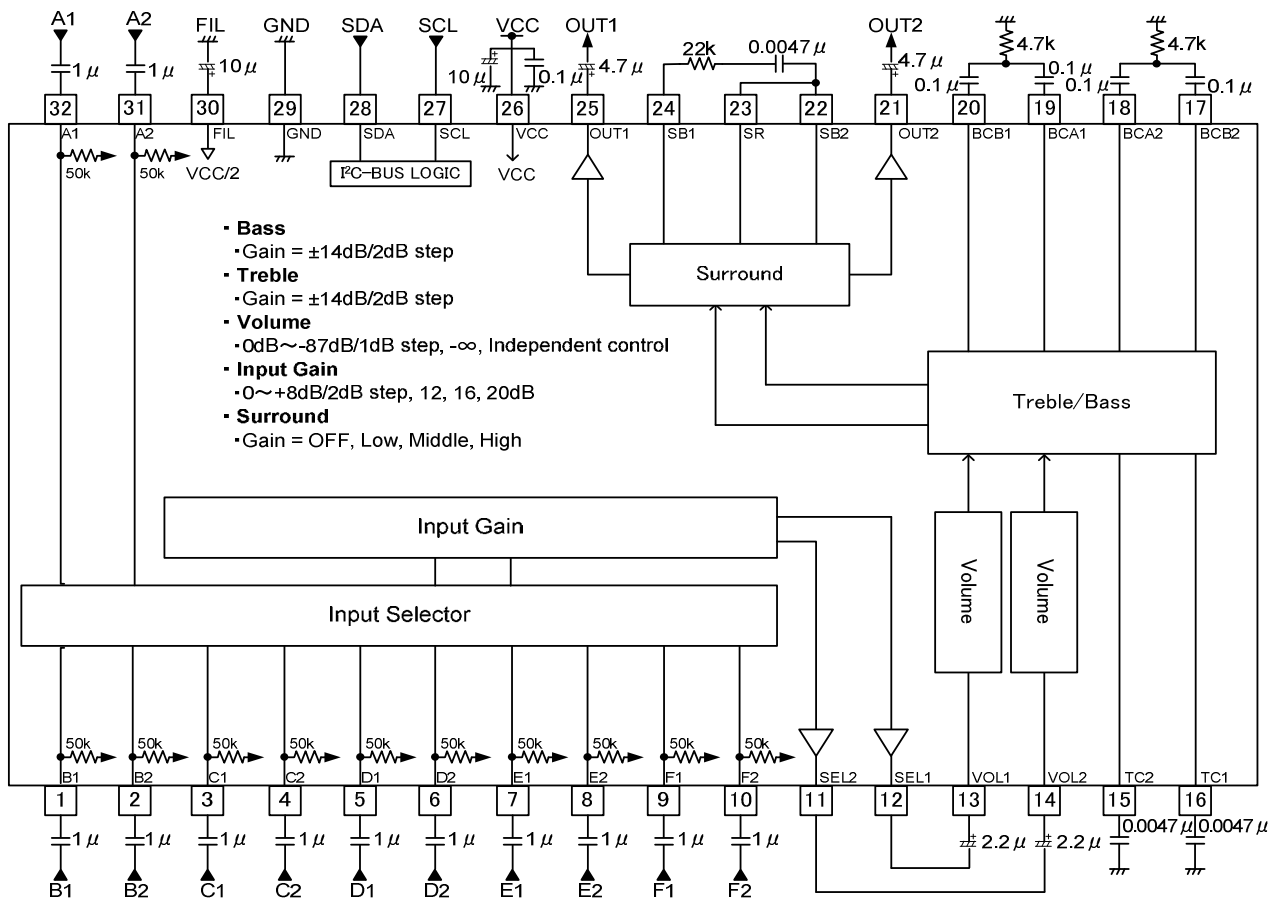 A1 A2 FIL GND SDA SCL VCC OUT1 OUT2
1μ 1μ 10μ 10μ 0.1μ 4.7μ 22k 0.0047μ 4.7μ 4.7k 4.7k
0.1μ 0.1μ 0.1μ 0.1μ
32 31 30 29 28 27 26 25 24 23 22 21 20 19 18 17
A1 A2 FIL GND SDA SCL VCC OUT1 SB1 SR SB2 OUT2 BCB1 BCA1 BCA2 BCB2
50k 50k VCC/2 I²C-BUS LOGIC VCC
· Bass
·Gain = ±14dB/2dB step
· Treble
·Gain = ±14dB/2dB step
· Volume
·0dB～-87dB/1dB step, -∞, Independent control
· Input Gain
·0～+8dB/2dB step, 12, 16, 20dB
· Surround
·Gain = OFF, Low, Middle, High
Surround
Treble/Bass
Input Gain
Volume
Volume
Input Selector
50k 50k 50k 50k 50k 50k 50k 50k 50k 50k
B1 B2 C1 C2 D1 D2 E1 E2 F1 F2 SEL2 SEL1 VOL1 VOL2 TC2 TC1
1 2 3 4 5 6 7 8 9 10 11 12 13 14 15 16
1μ 1μ 1μ 1μ 1μ 1μ 1μ 1μ 1μ 1μ 2.2μ 2.2μ 0.0047μ 0.0047μ
B1 B2 C1 C2 D1 D2 E1 E2 F1 F2